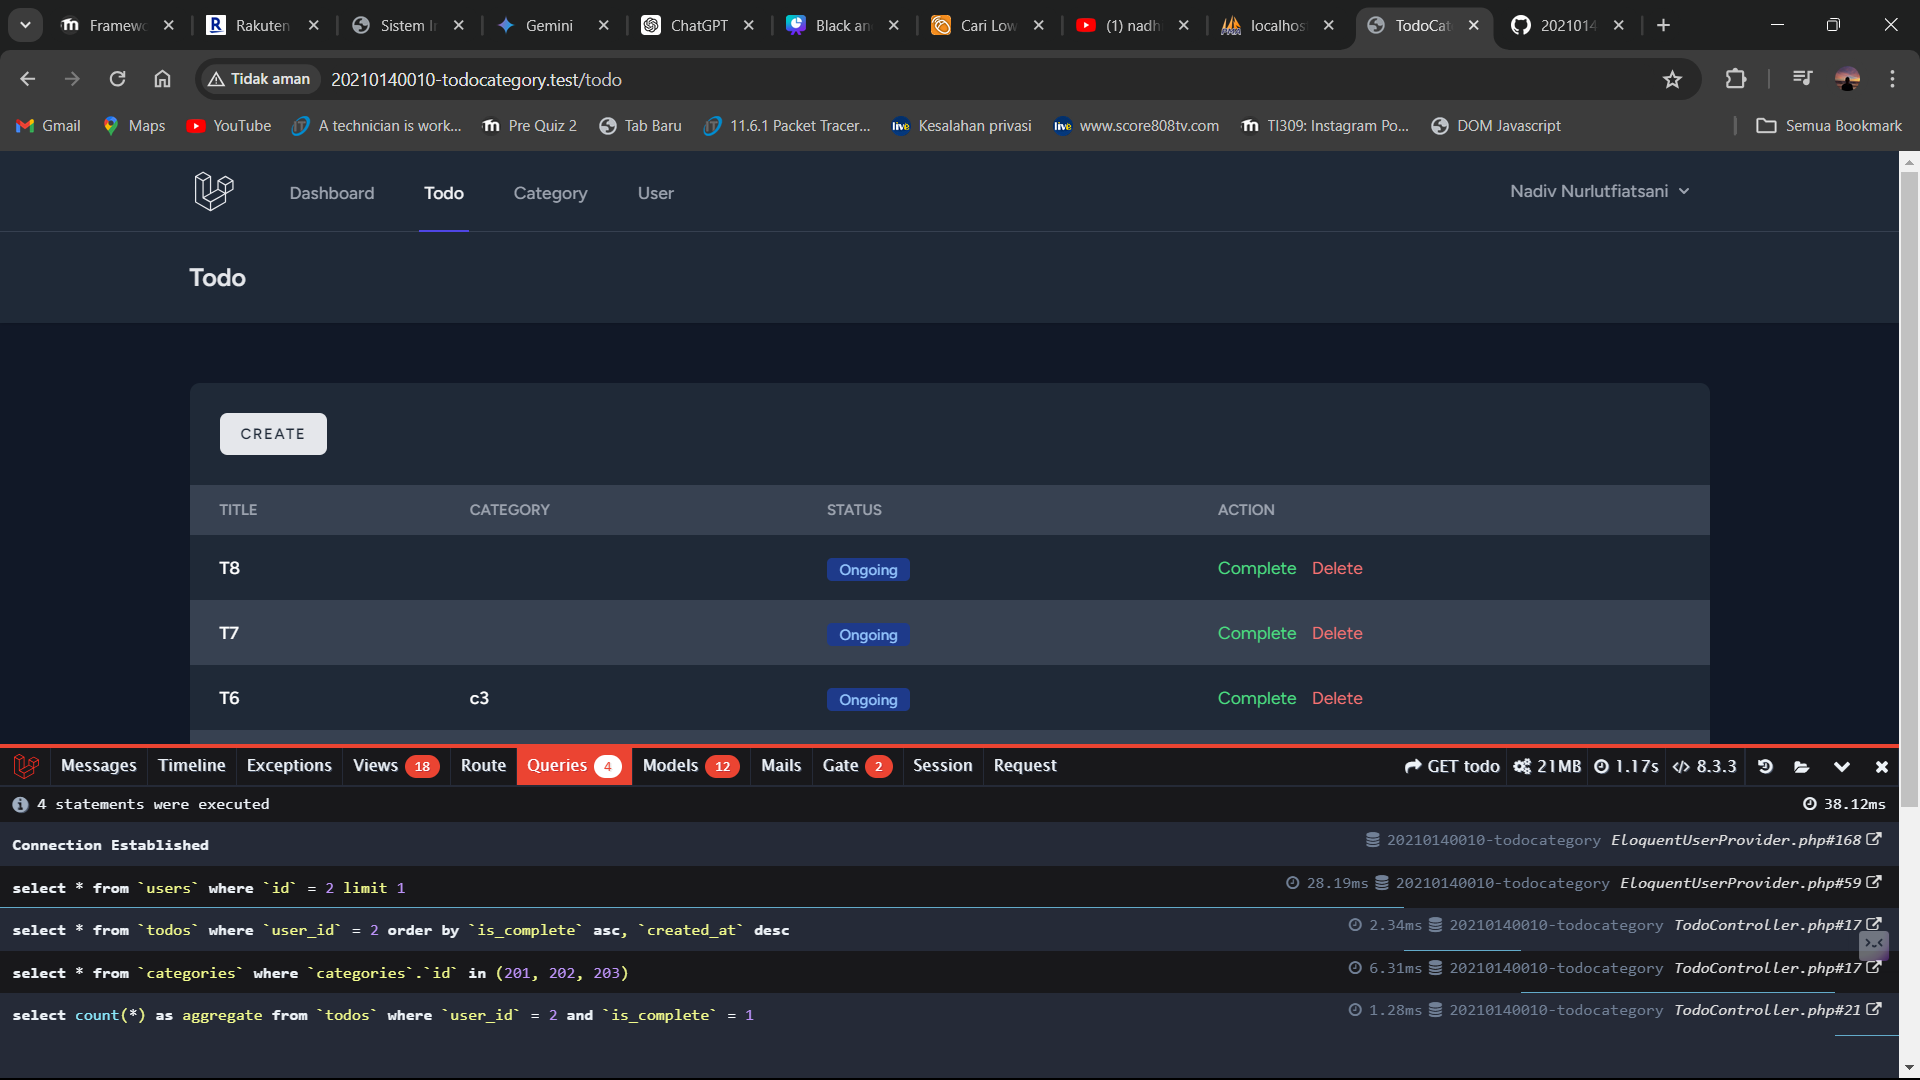 Framewo
Rakuten
Sistem In
Gemini
ChatGPT
Black an
Cari Low
(1) nadh
localhos
TodoCat
2021014
Tidak aman
20210140010-todocategory.test/todo
Gmail
Maps
YouTube
A technician is work...
Pre Quiz 2
Tab Baru
11.6.1 Packet Tracer...
Kesalahan privasi
www.score808tv.com
TI309: Instagram Po...
DOM Javascript
Semua Bookmark
Dashboard
Todo
Category
User
Nadiv Nurlutfiatsani
Todo
CREATE
TITLE CATEGORY STATUS ACTION
T8 Ongoing Complete Delete
T7 Ongoing Complete Delete
T6 c3 Ongoing Complete Delete
Messages Timeline Exceptions Views 18 Route Queries 4 Models 12 Mails Gate 2 Session Request GET todo 21MB 1.17s 8.3.3
4 statements were executed 38.12ms
Connection Established 20210140010-todocategory EloquentUserProvider.php#168
select * from `users` where `id` = 2 limit 1 28.19ms 20210140010-todocategory EloquentUserProvider.php#59
select * from `todos` where `user_id` = 2 order by `is_complete` asc, `created_at` desc 2.34ms 20210140010-todocategory TodoController.php#17
select * from `categories` where `categories`.`id` in (201, 202, 203) 6.31ms 20210140010-todocategory TodoController.php#17
select count(*) as aggregate from `todos` where `user_id` = 2 and `is_complete` = 1 1.28ms 20210140010-todocategory TodoController.php#21